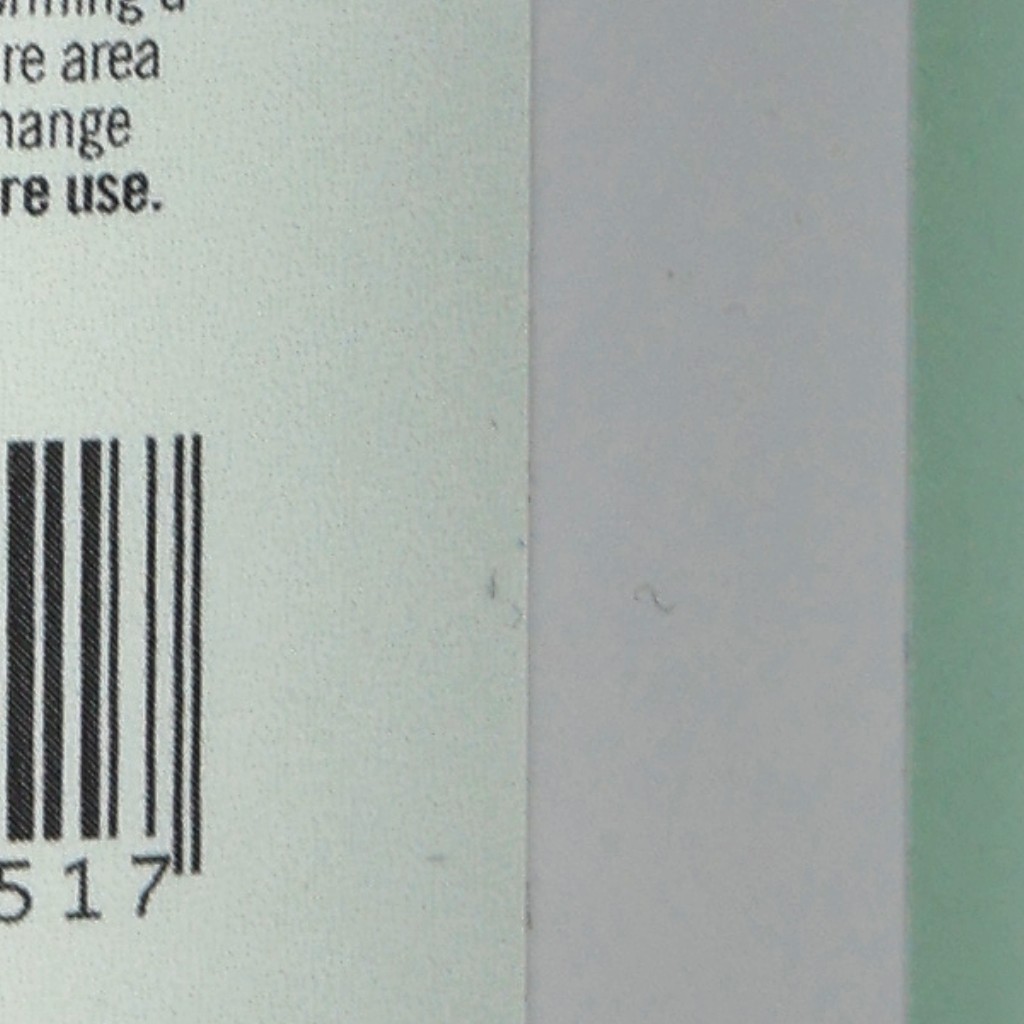 re area
hange
re use.
517